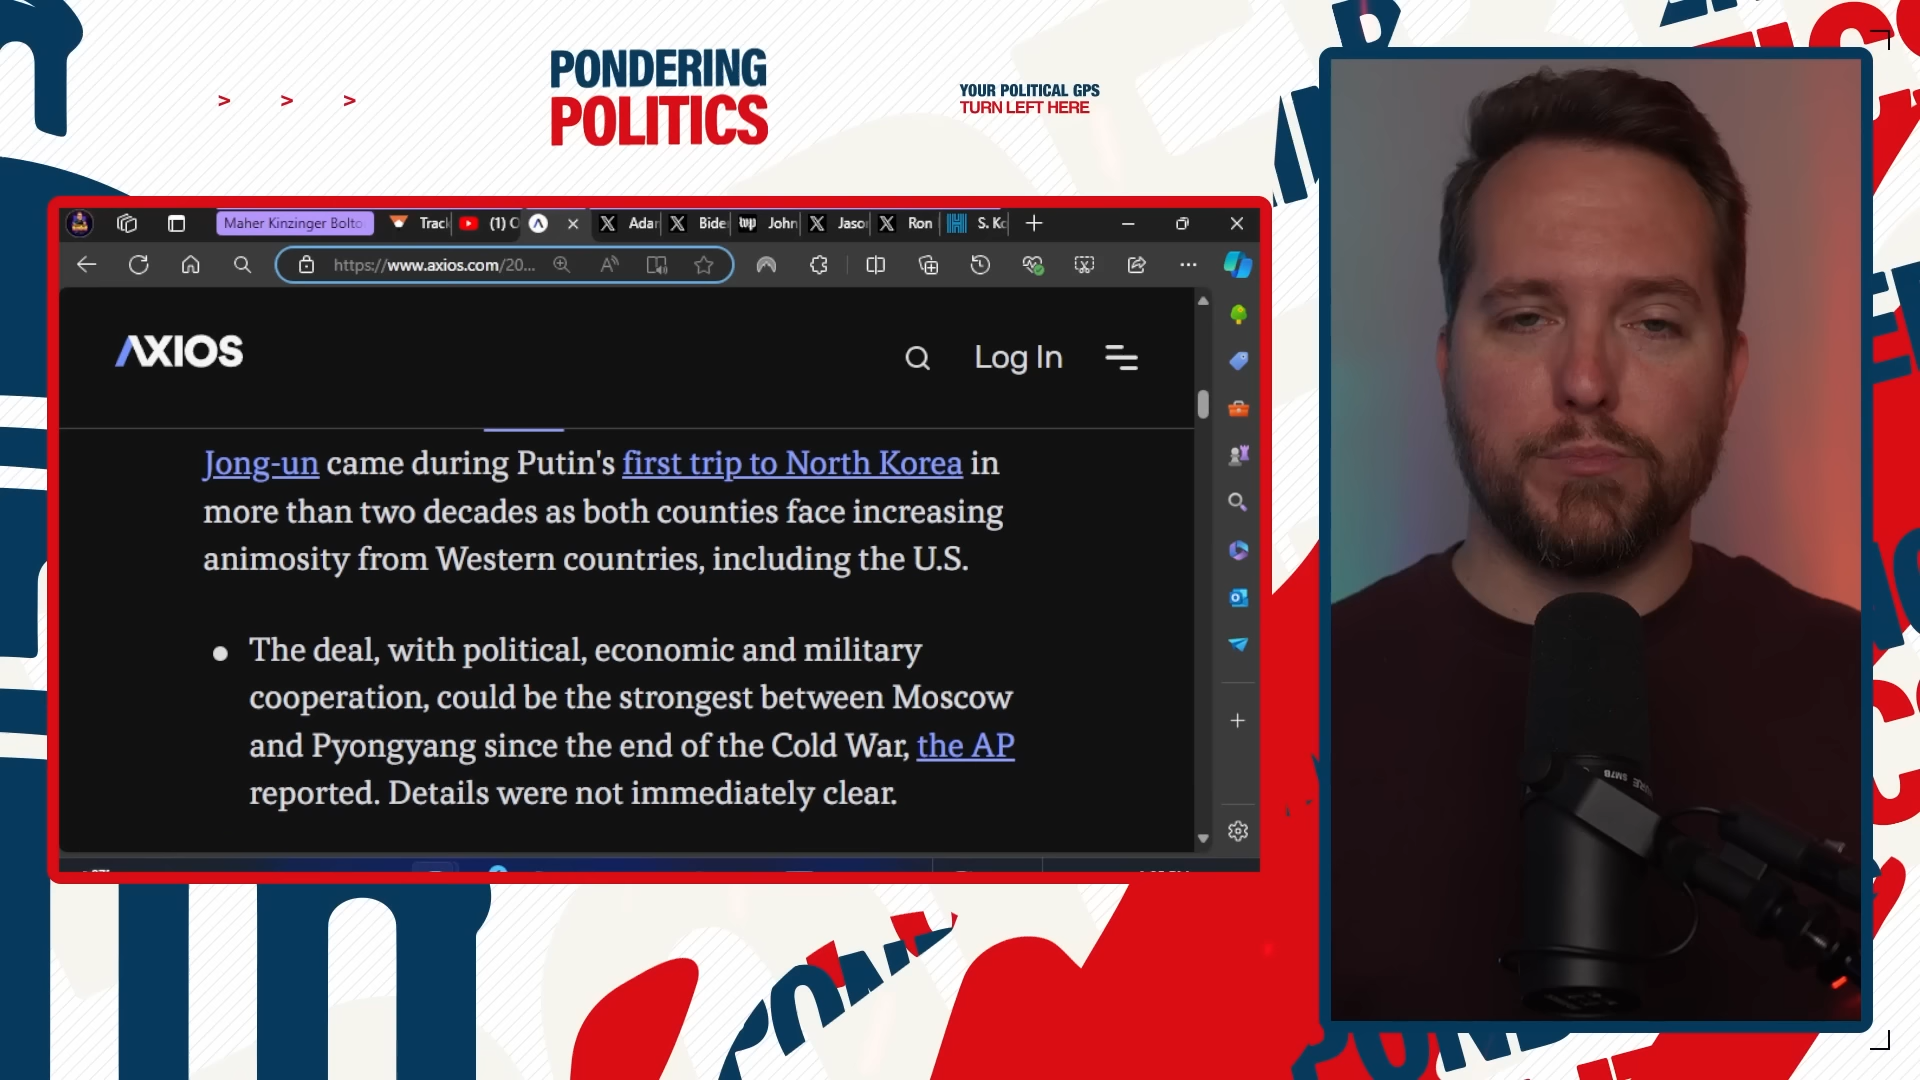 PONDERING
POLITICS
YOUR POLITICAL GPS
TURN LEFT HERE
> > >
Maher Kinzinger Bolto
Track
(1) C
Adar
Bide
John
Jaso
Ron
S. Ko
https://www.axios.com/20...
AXIOS
Log In
Jong-un came during Putin's first trip to North Korea in
more than two decades as both counties face increasing
animosity from Western countries, including the U.S.
The deal, with political, economic and military
cooperation, could be the strongest between Moscow
and Pyongyang since the end of the Cold War, the AP
reported. Details were not immediately clear.
SM7B